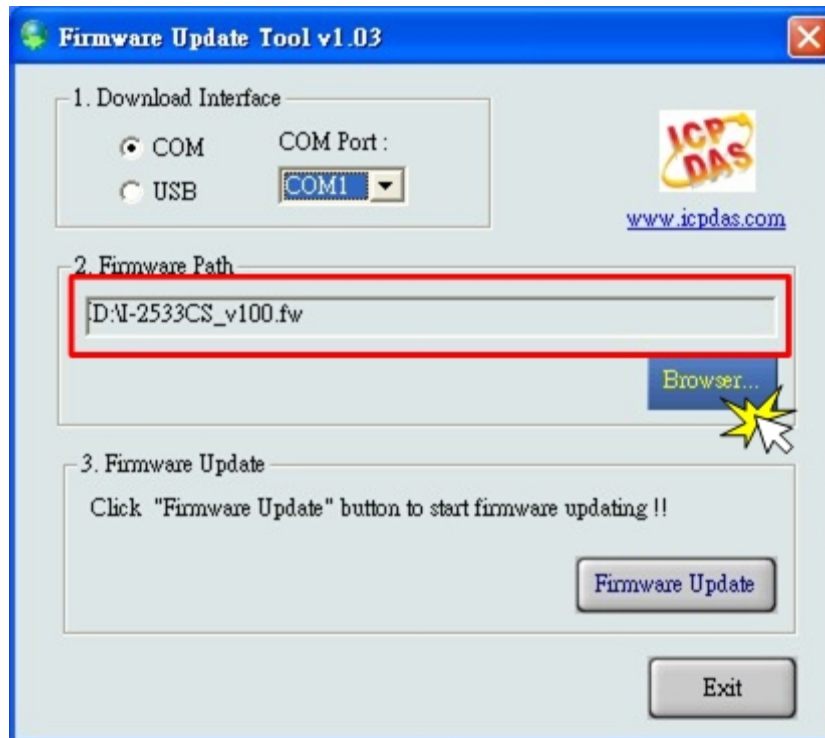 Firmware Update Tool v1.03
1. Download Interface
COM
COM Port :
USB
COM1
ICP
DAS
www.icpdas.com
2. Firmware Path
D:\I-2533CS_v100.fw
Browser...
3. Firmware Update
Click "Firmware Update" button to start firmware updating !!
Firmware Update
Exit